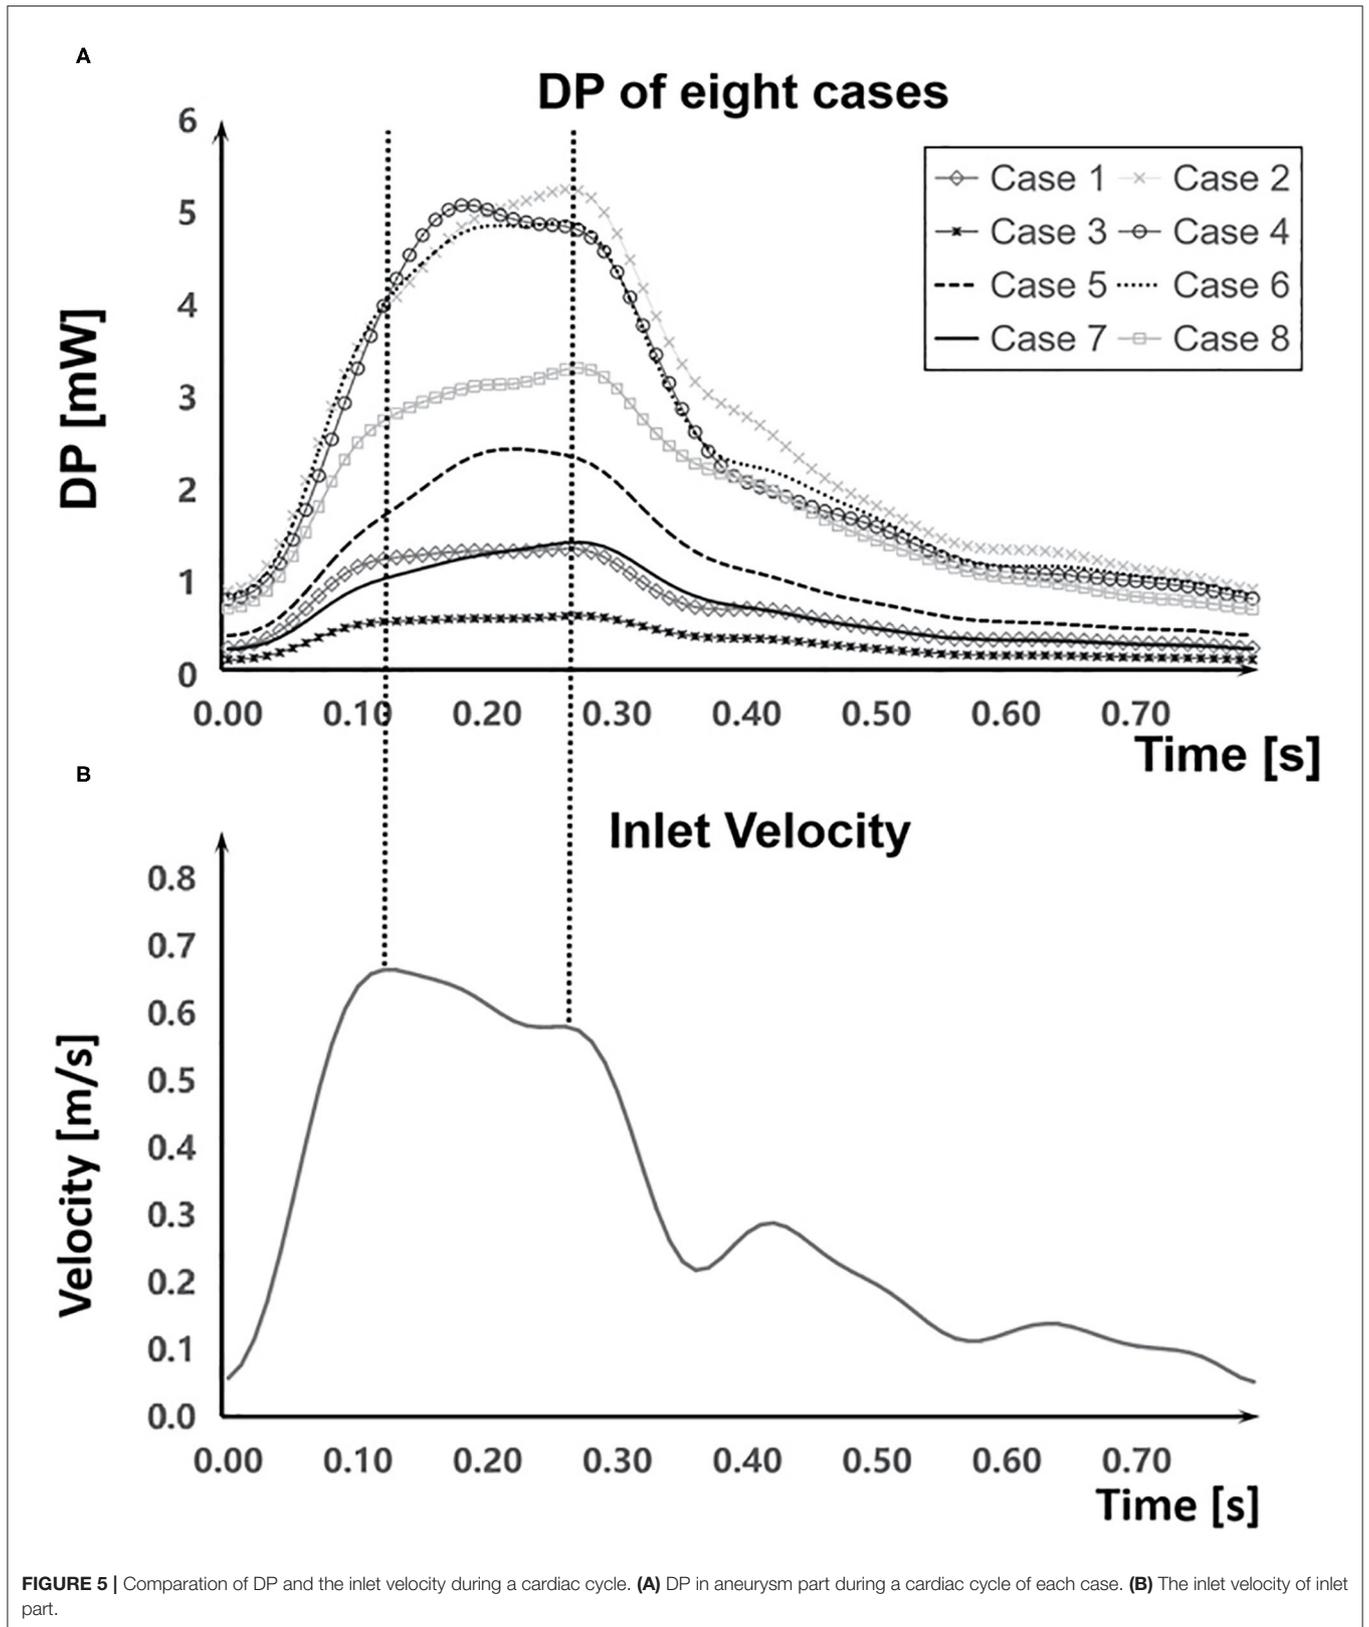 A
DP of eight cases
6
5
4
3
2
1
0
DP [mW]
Case 1 Case 2
Case 3 Case 4
Case 5 Case 6
Case 7 Case 8
0.00 0.10 0.20 0.30 0.40 0.50 0.60 0.70
Time [s]
B
Inlet Velocity
0.8
0.7
0.6
0.5
0.4
0.3
0.2
0.1
0.0
Velocity [m/s]
0.00 0.10 0.20 0.30 0.40 0.50 0.60 0.70
Time [s]
FIGURE 5 | Comparation of DP and the inlet velocity during a cardiac cycle. (A) DP in aneurysm part during a cardiac cycle of each case. (B) The inlet velocity of inlet
part.